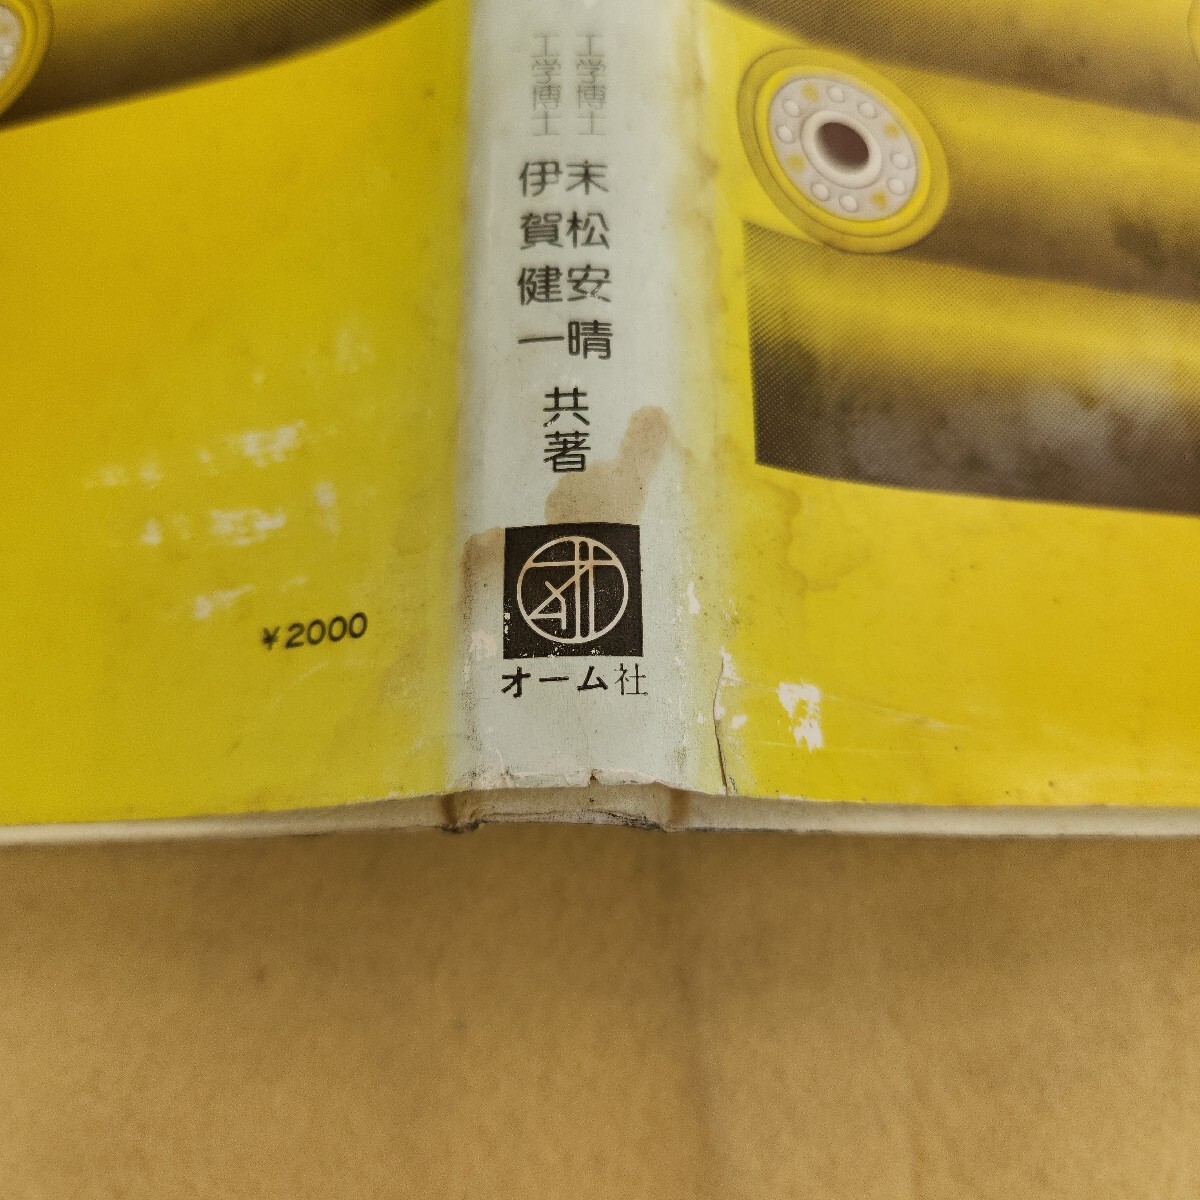 工学博士 末松安晴
工学博士 伊賀健一
共著
オーム社
¥2000